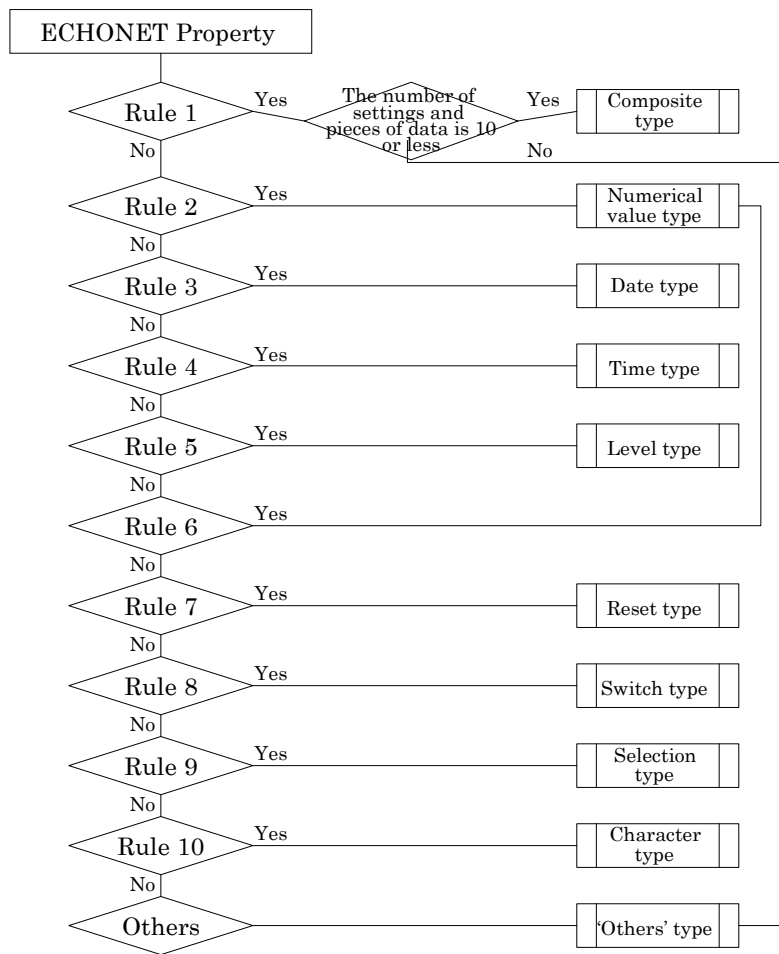 ECHONET Property
Rule 1
Yes
The number of
settings and
pieces of data is 10
or less
Yes
Composite
type
No
No
Rule 2
Yes
Numerical
value type
No
Rule 3
Yes
Date type
No
Rule 4
Yes
Time type
No
Rule 5
Yes
Level type
No
Rule 6
Yes
No
Rule 7
Yes
Reset type
No
Rule 8
Yes
Switch type
No
Rule 9
Yes
Selection
type
No
Rule 10
Yes
Character
type
No
Others
'Others' type